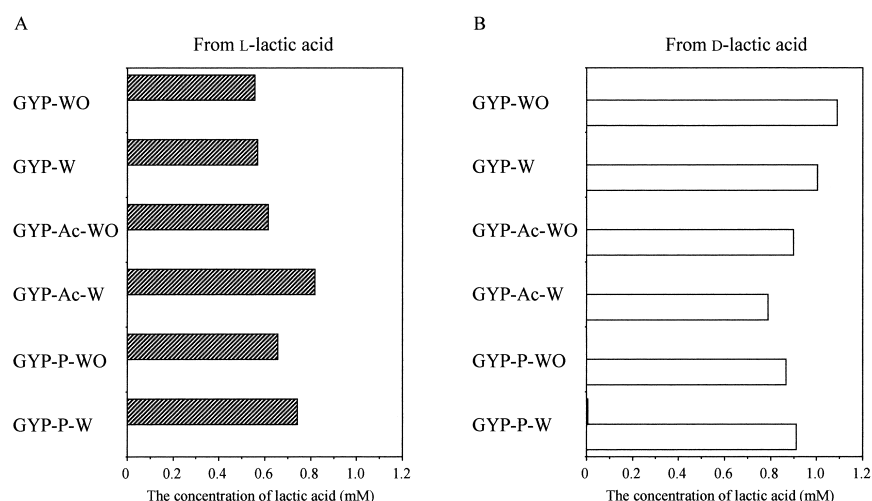 A
From L-lactic acid
GYP-WO
GYP-W
GYP-Ac-WO
GYP-Ac-W
GYP-P-WO
GYP-P-W
0 0.2 0.4 0.6 0.8 1.0 1.2
The concentration of lactic acid (mM)
B
From D-lactic acid
GYP-WO
GYP-W
GYP-Ac-WO
GYP-Ac-W
GYP-P-WO
GYP-P-W
0 0.2 0.4 0.6 0.8 1.0 1.2
The concentration of lactic acid (mM)